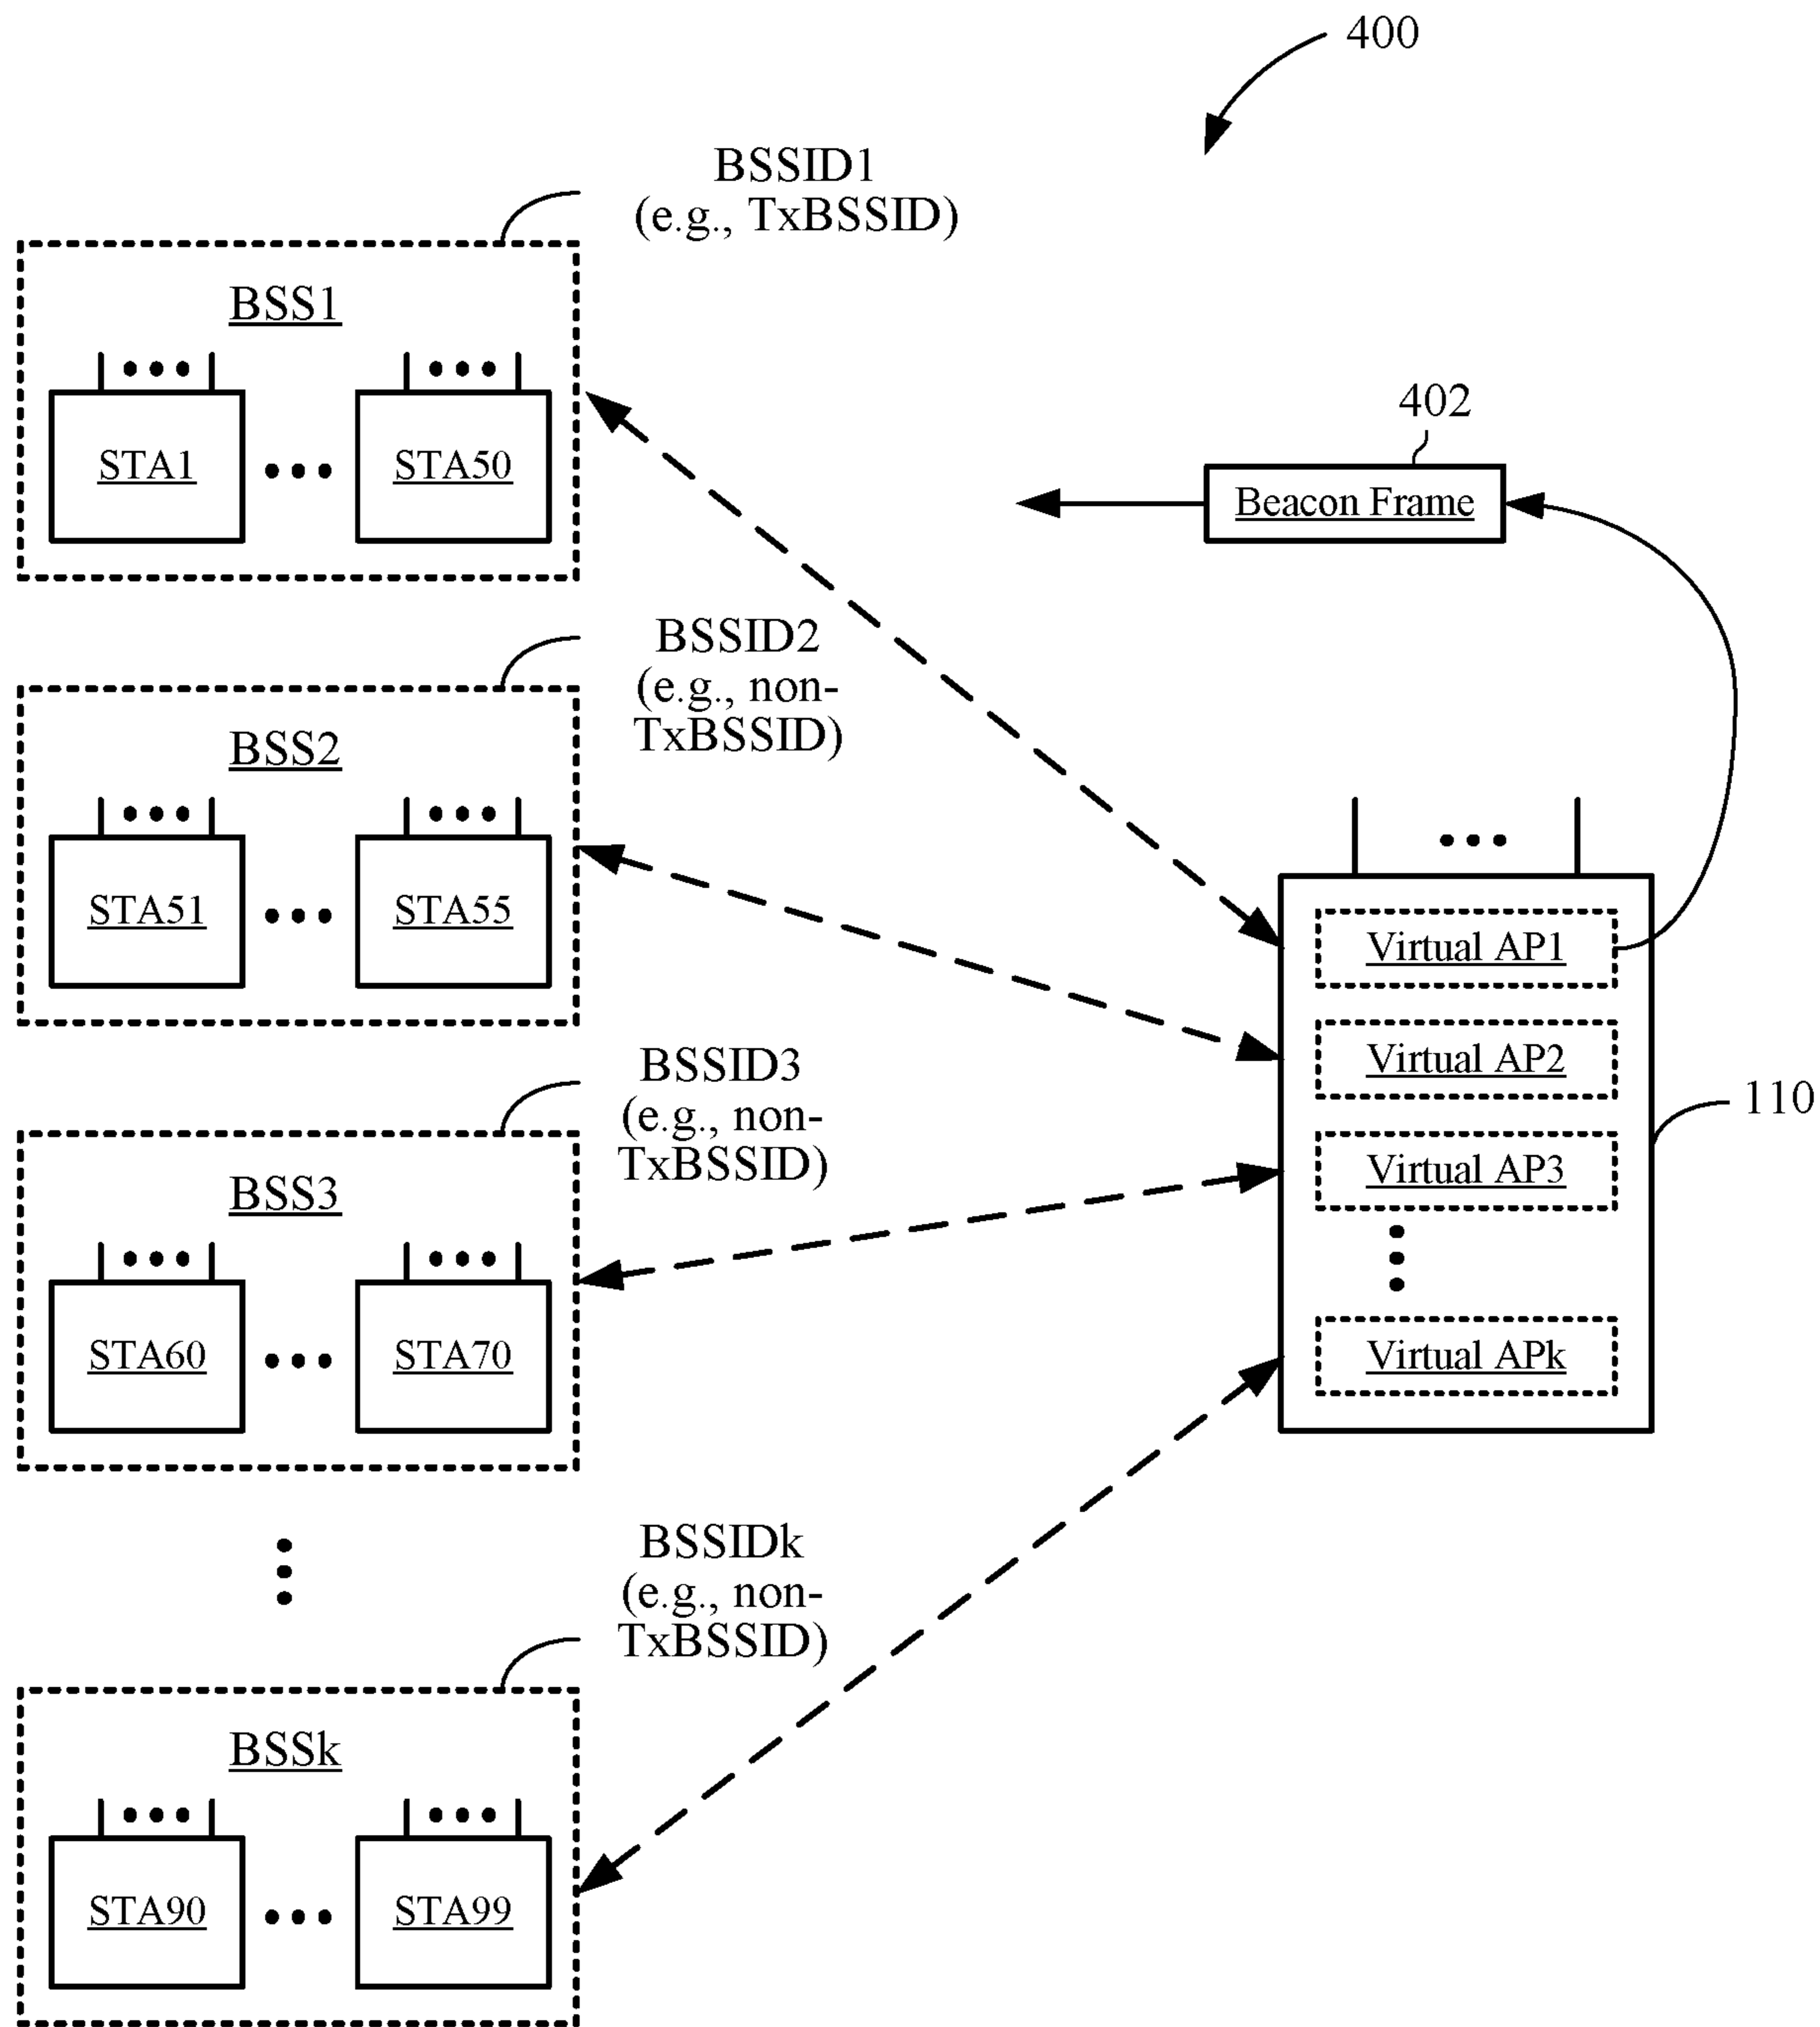 400
BSSID1
(e.g., TxBSSID)
BSS1
STA1
STA50
402
Beacon Frame
BSSID2
(e.g., non-
TxBSSID)
BSS2
STA51
STA55
Virtual AP1
Virtual AP2
Virtual AP3
Virtual APk
110
BSSID3
(e.g., non-
TxBSSID)
BSS3
STA60
STA70
BSSIDk
(e.g., non-
TxBSSID)
BSSk
STA90
STA99